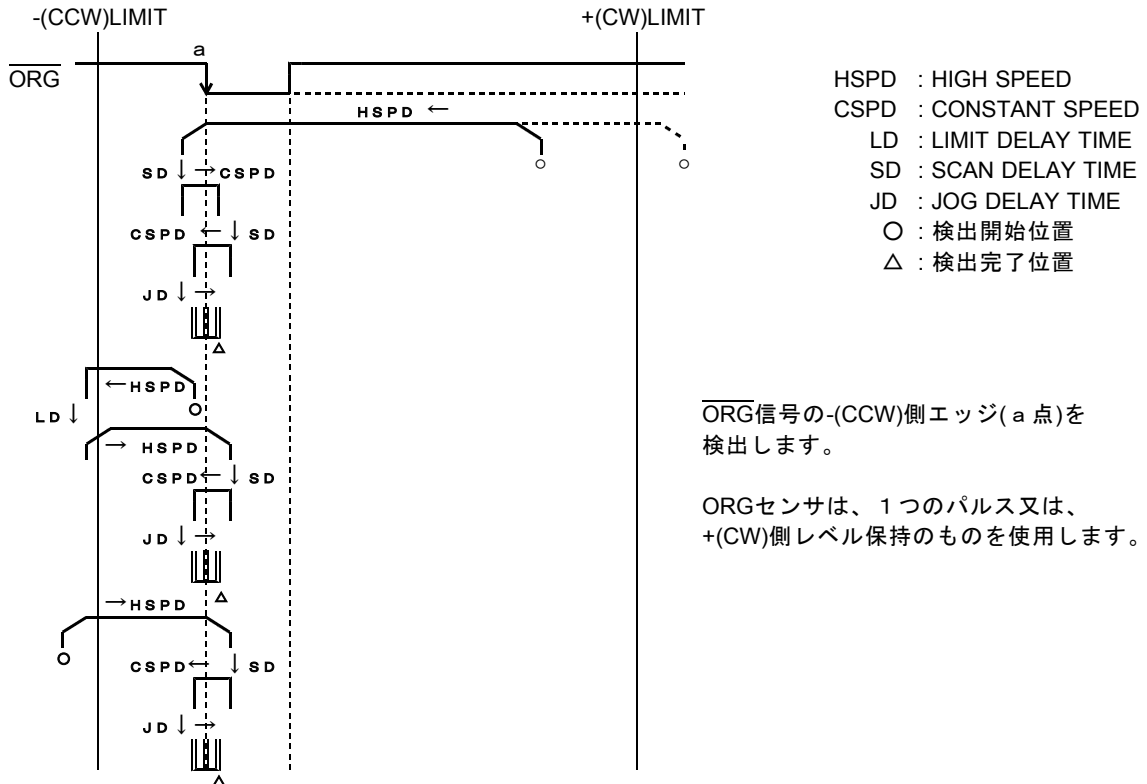 -(CCW)LIMIT
+(CW)LIMIT
a
ORG
HSPD ←
SD ↓ →CSPD
CSPD ← ↓ SD
JD ↓ →
△
←HSPD
LD ↓
→ HSPD
CSPD← ↓ SD
JD ↓ →
△
→HSPD
CSPD← ↓ SD
JD ↓ →
△
HSPD : HIGH SPEED
CSPD : CONSTANT SPEED
LD : LIMIT DELAY TIME
SD : SCAN DELAY TIME
JD : JOG DELAY TIME
○ : 検出開始位置
△ : 検出完了位置
ORG信号の-(CCW)側エッジ(ａ点)を
検出します。
ORGセンサは、１つのパルス又は、
+(CW)側レベル保持のものを使用します。